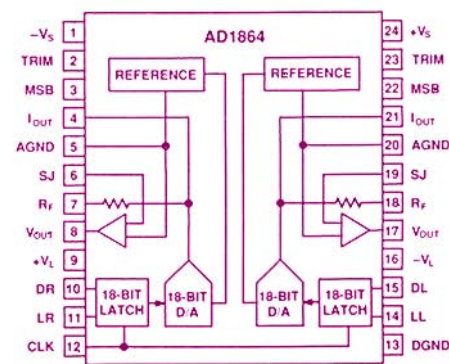 AD1864
-Vs 1
TRIM 2
MSB 3
IOUT 4
AGND 5
SJ 6
RF 7
VOUT 8
+VL 9
DR 10
LR 11
CLK 12
24 +Vs
23 TRIM
22 MSB
21 IOUT
20 AGND
19 SJ
18 RF
17 VOUT
16 -VL
15 DL
14 LL
13 DGND
REFERENCE
REFERENCE
18-BIT
LATCH
18-BIT
D/A
18-BIT
D/A
18-BIT
LATCH